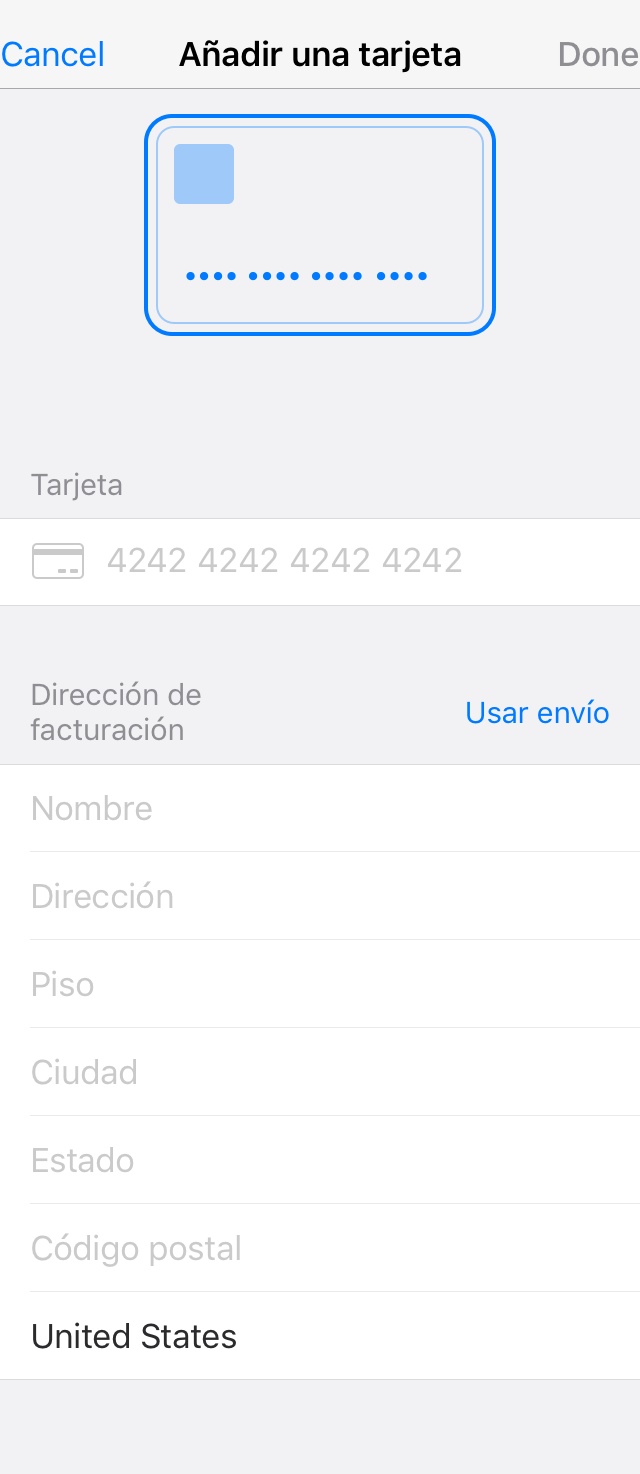 Cancel Añadir una tarjeta Done
•••• •••• •••• ••••
Tarjeta
4242 4242 4242 4242
Dirección de
facturación
Usar envío
Nombre
Dirección
Piso
Ciudad
Estado
Código postal
United States